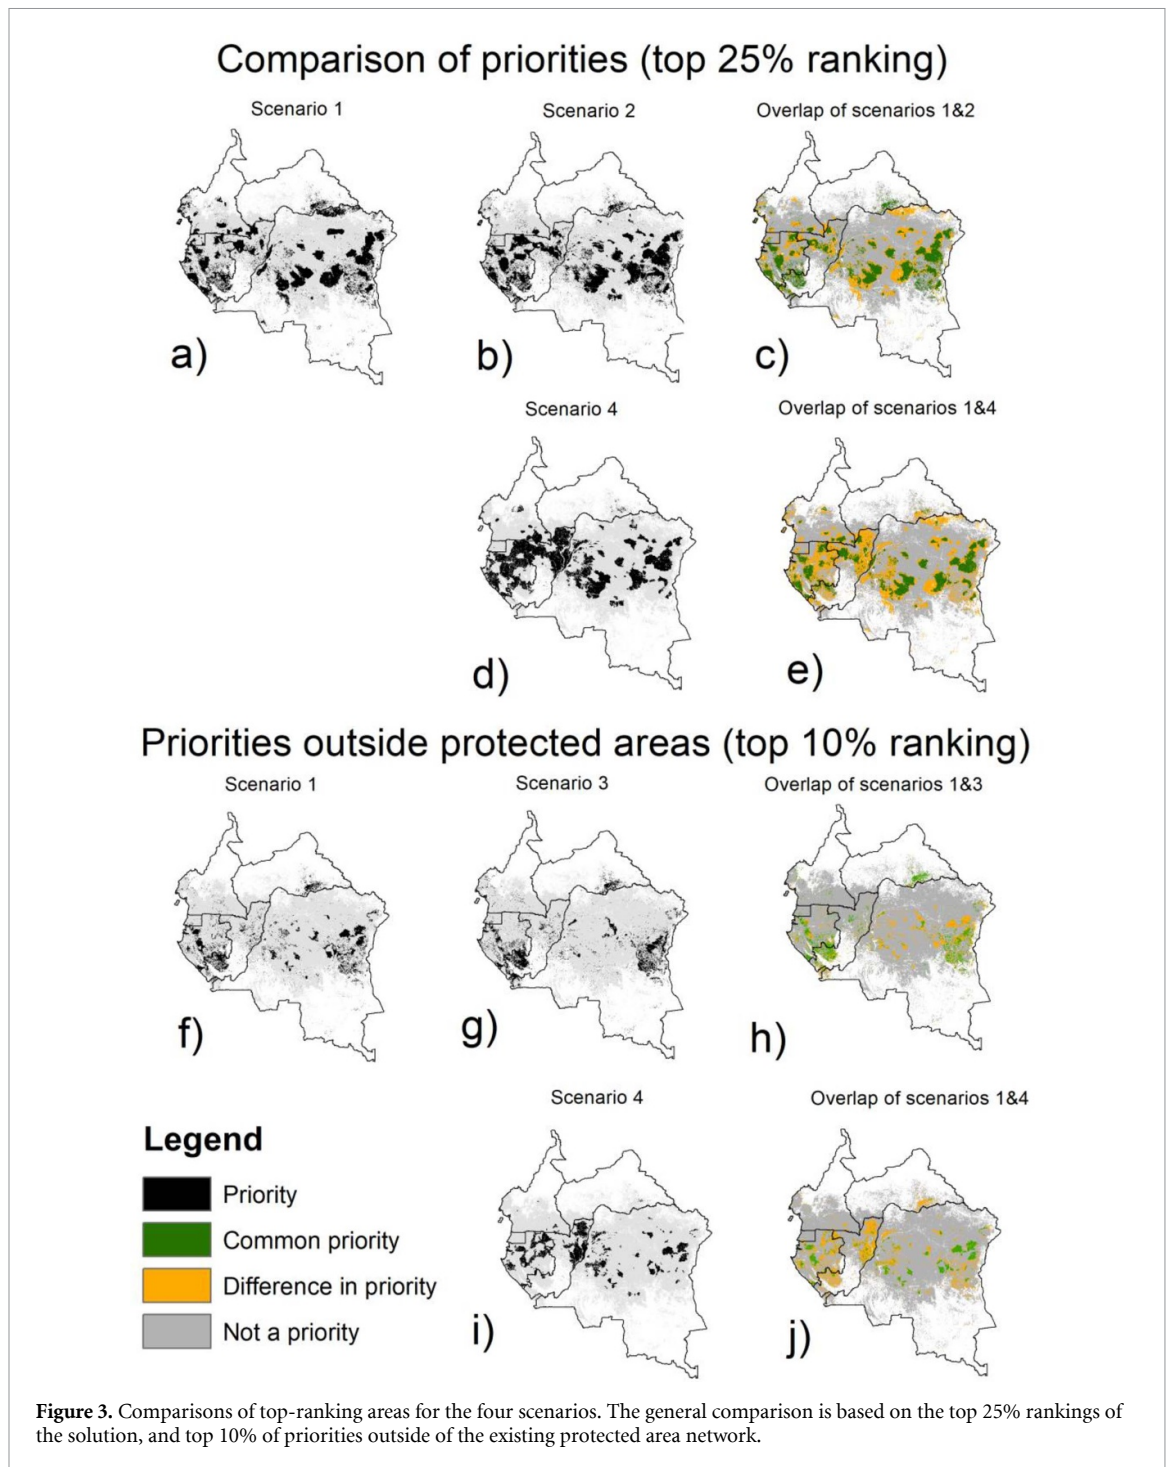 Comparison of priorities (top 25% ranking)
Scenario 1
Scenario 2
Overlap of scenarios 1&2
a)
b)
c)
Scenario 4
Overlap of scenarios 1&4
d)
e)
Priorities outside protected areas (top 10% ranking)
Scenario 1
Scenario 3
Overlap of scenarios 1&3
f)
g)
h)
Scenario 4
Overlap of scenarios 1&4
i)
j)
Legend
Priority
Common priority
Difference in priority
Not a priority
Figure 3. Comparisons of top-ranking areas for the four scenarios. The general comparison is based on the top 25% rankings of
the solution, and top 10% of priorities outside of the existing protected area network.